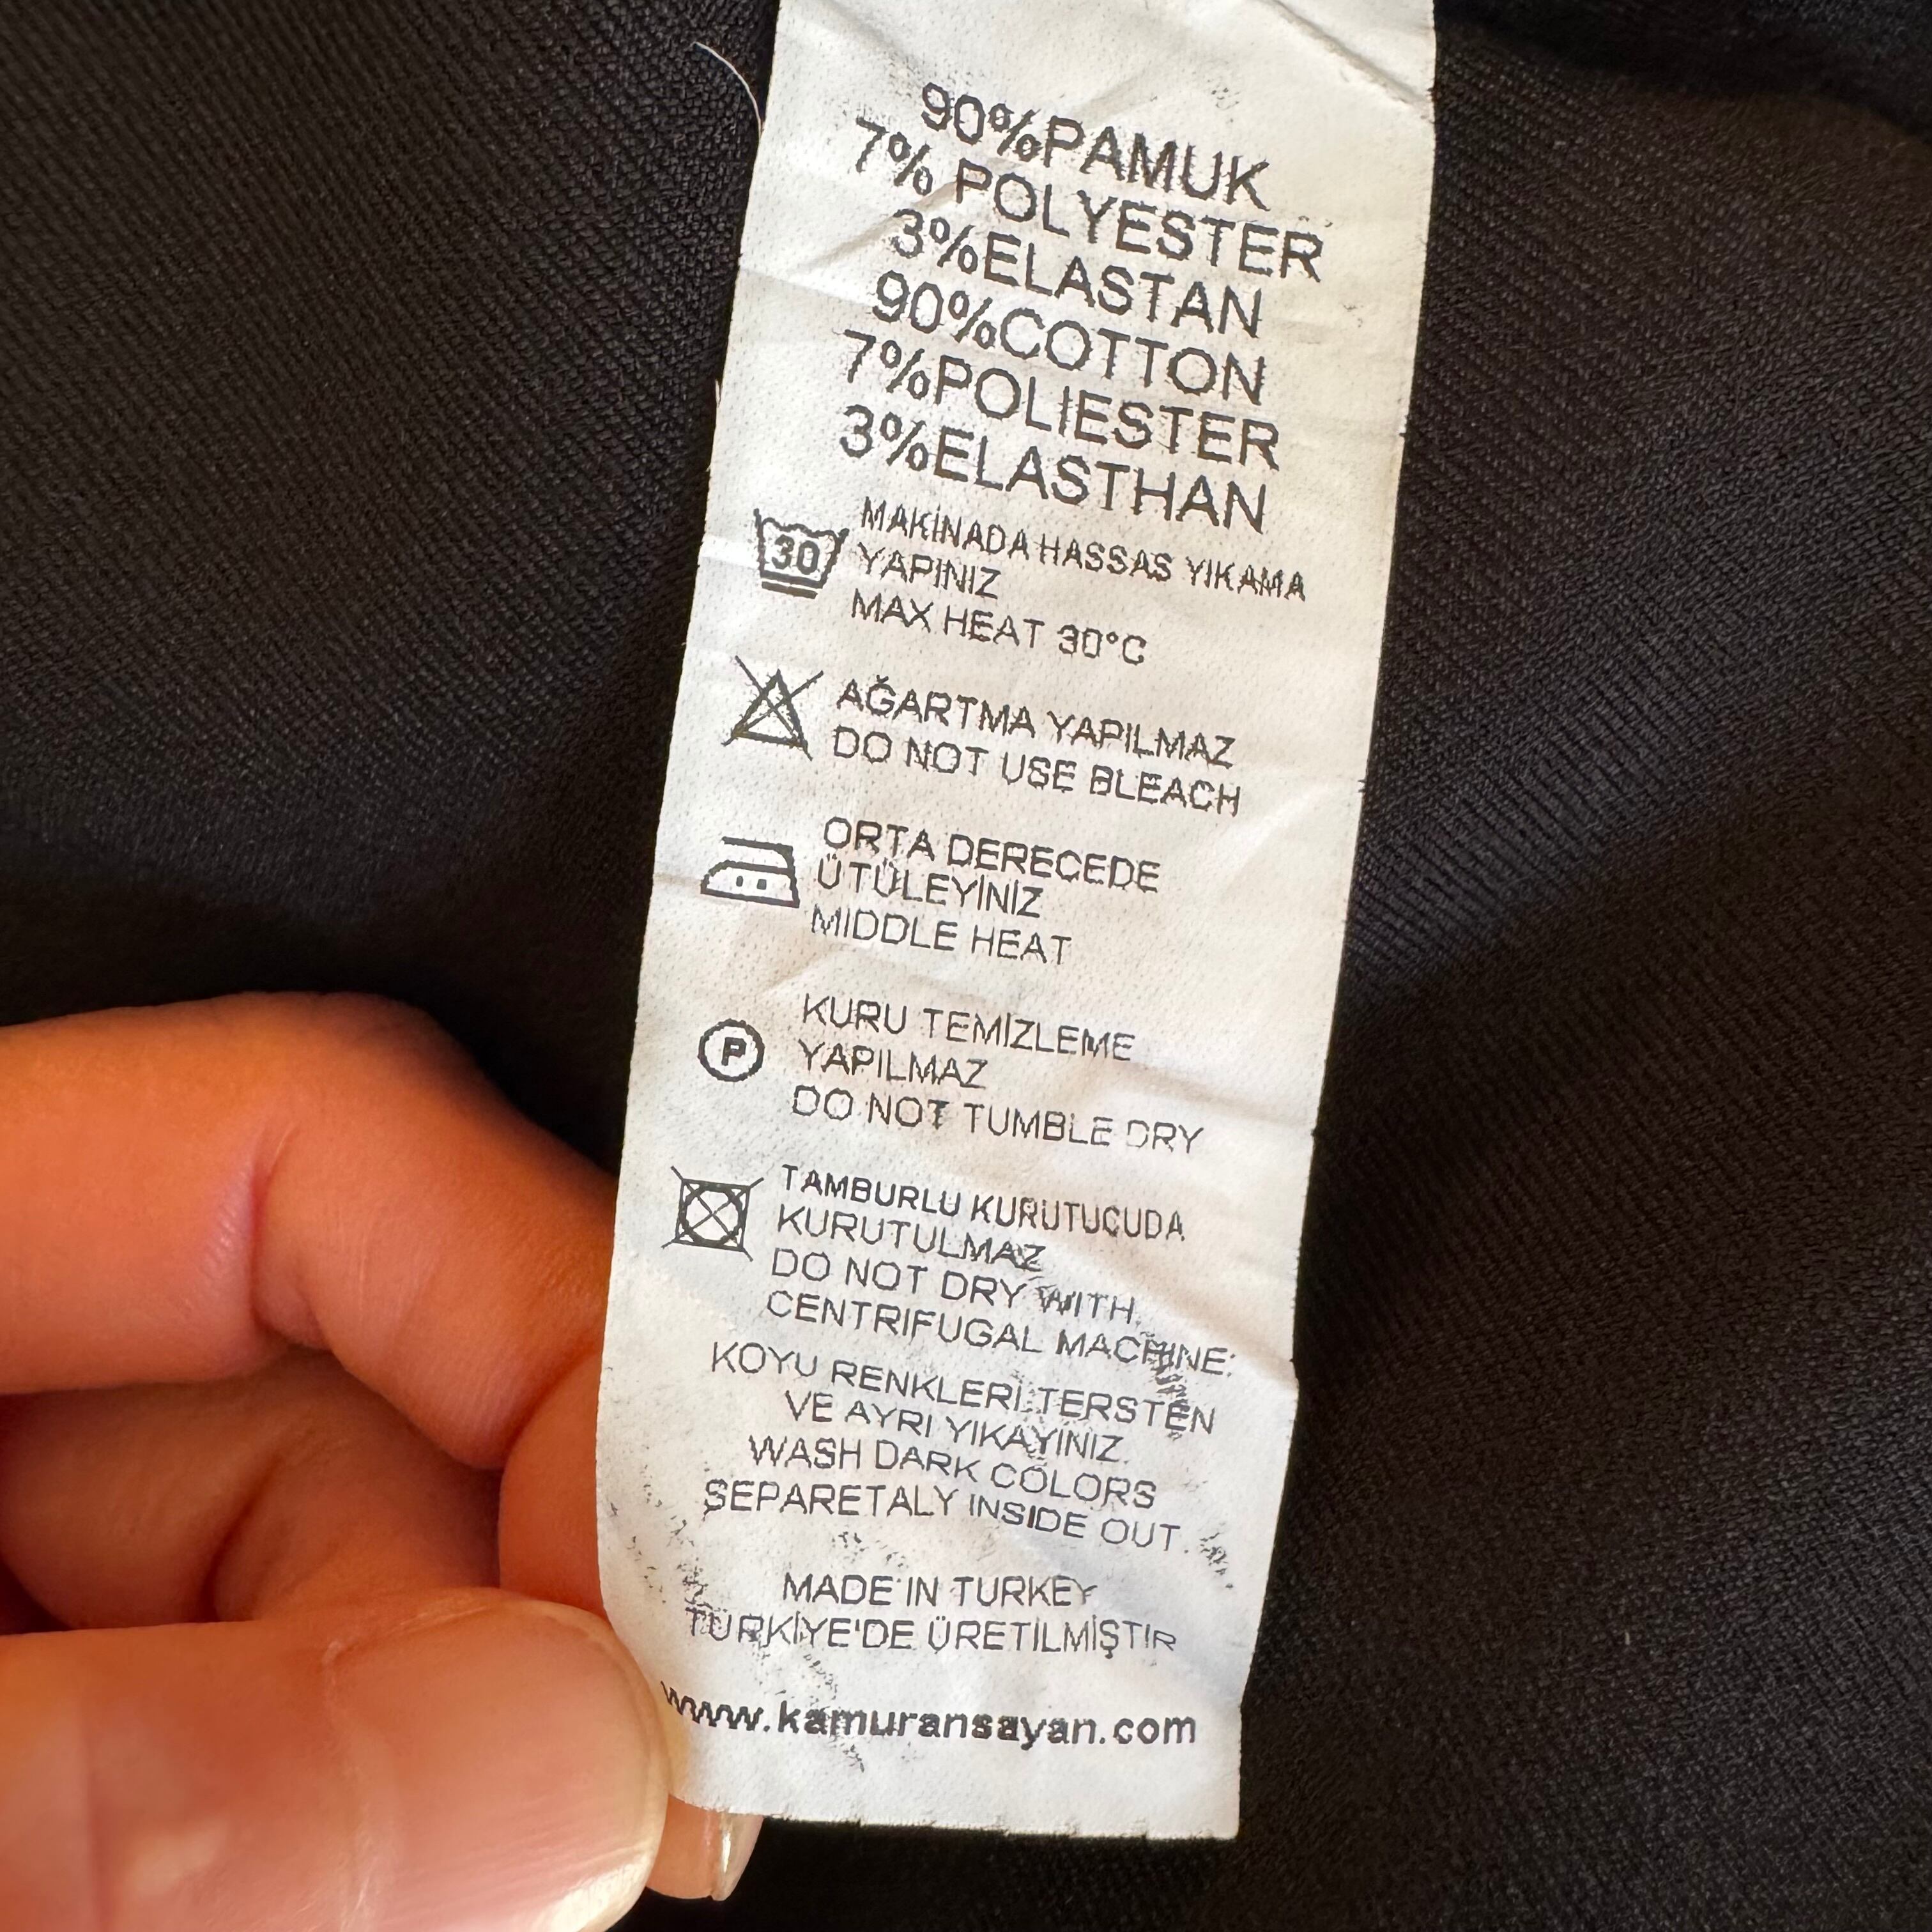 90%PAMUK
7% POLYESTER
3%ELASTAN
90%COTTON
7%POLIESTER
3%ELASTHAN
30
MAKİNADA HASSAS YIKAMA
YAPINIZ
MAX HEAT 30°C
AĞARTMA YAPILMAZ
DO NOT USE BLEACH
ORTA DERECEDE
ÜTÜLEYİNİZ
MIDDLE HEAT
P
KURU TEMİZLEME
YAPILMAZ
DO NOT TUMBLE DRY
TAMBURLU KURUTUCUDA
KURUTULMAZ
DO NOT DRY WITH
CENTRIFUGAL MACHINE:
KOYU RENKLERİ TERSTEN
VE AYRI YIKAYINIZ.
WASH DARK COLORS
SEPARETALY INSIDE OUT.
MADE IN TURKEY
TÜRKİYE'DE ÜRETİLMİŞTİR
www.kamuransayan.com